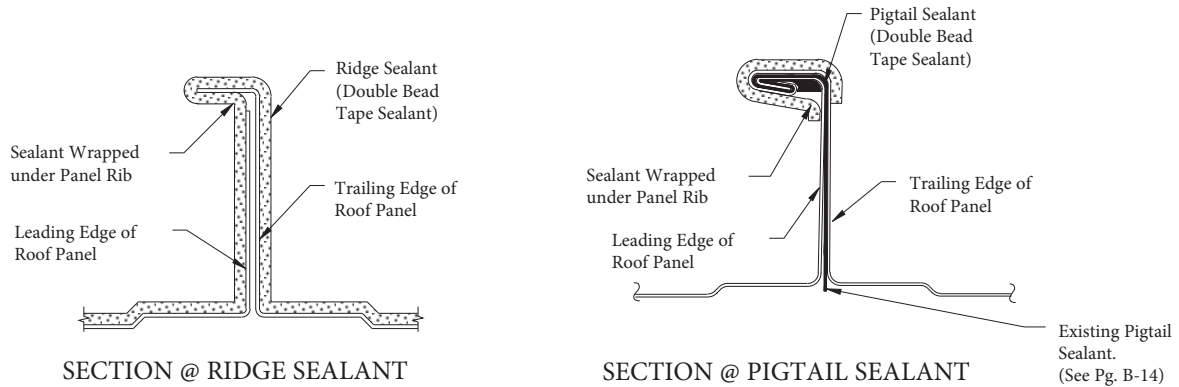 Ridge Sealant
(Double Bead
Tape Sealant)
Sealant Wrapped
under Panel Rib
Trailing Edge of
Roof Panel
Leading Edge of
Roof Panel
SECTION @ RIDGE SEALANT
Pigtail Sealant
(Double Bead
Tape Sealant)
Sealant Wrapped
under Panel Rib
Trailing Edge of
Roof Panel
Leading Edge of
Roof Panel
Existing Pigtail
Sealant.
(See Pg. B-14)
SECTION @ PIGTAIL SEALANT